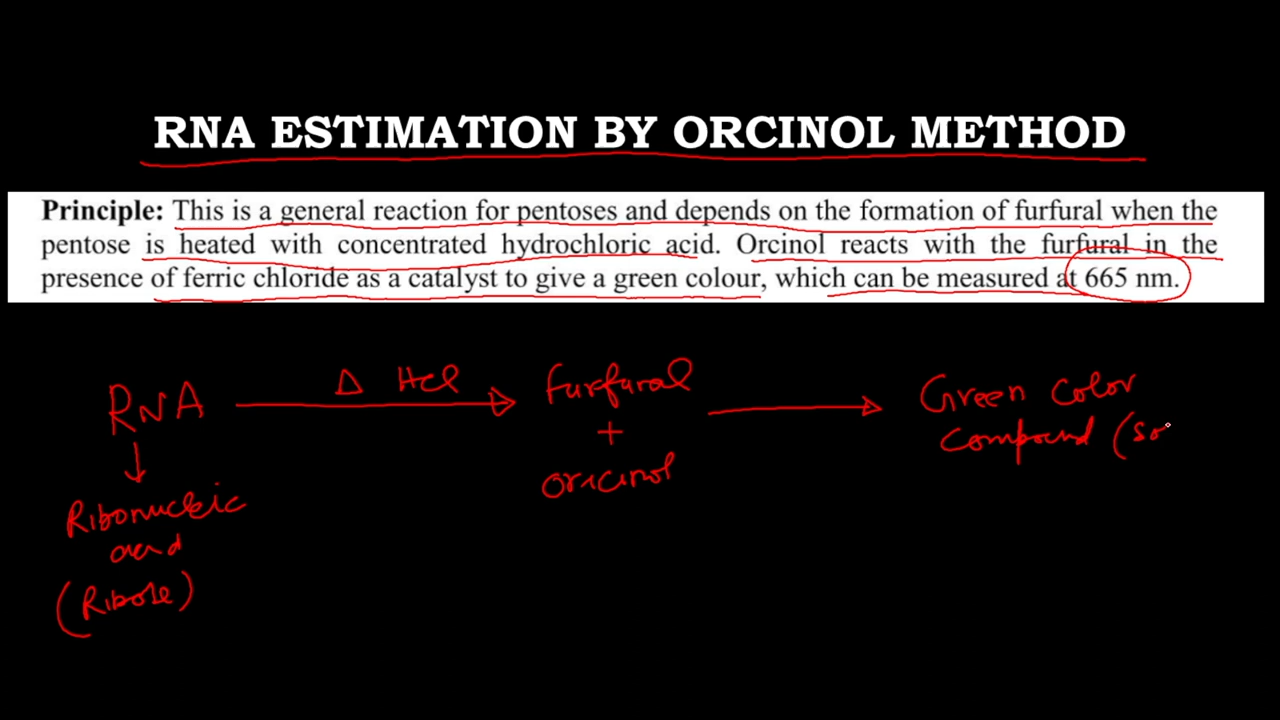 RNA ESTIMATION BY ORCINOL METHOD
Principle: This is a general reaction for pentoses and depends on the formation of furfural when the
pentose is heated with concentrated hydrochloric acid. Orcinol reacts with the furfural in the
presence of ferric chloride as a catalyst to give a green colour, which can be measured at 665 nm.
RNA
Δ HCl
Furfural
+
Green Color
Compound (so
Ribonucleic
acid
(Ribose)